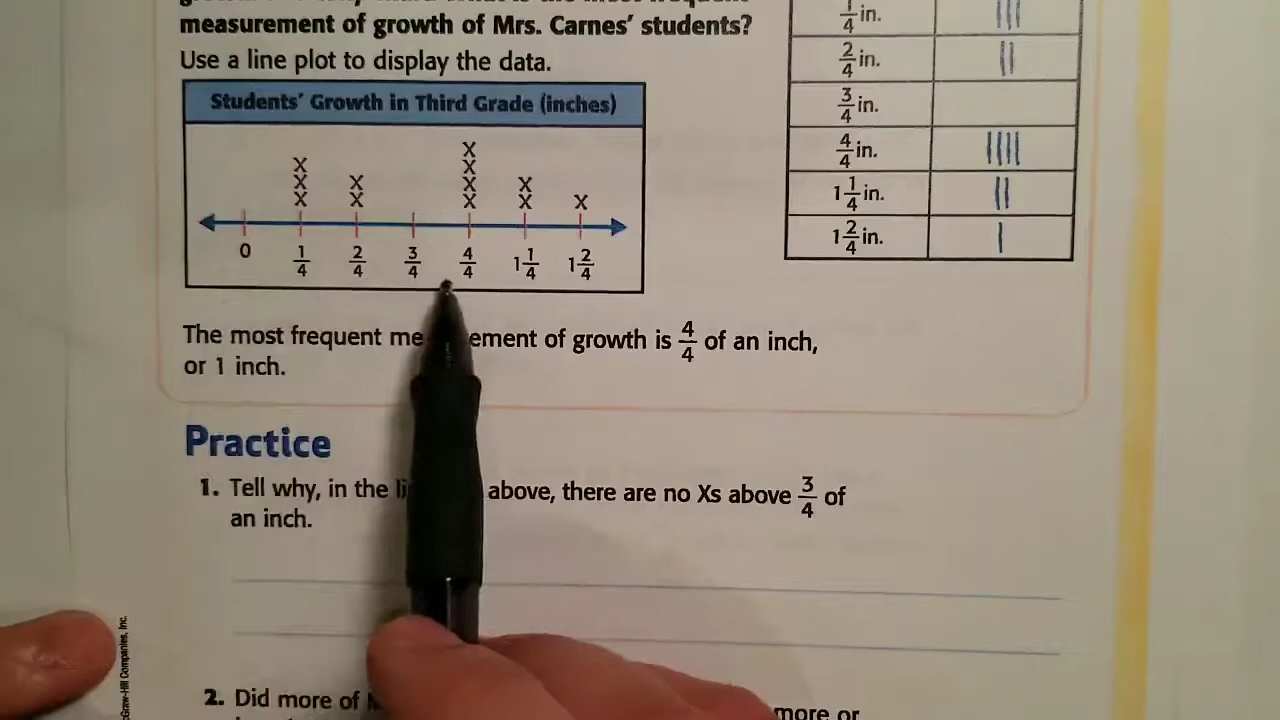 measurement of growth of Mrs. Carnes' students?
Use a line plot to display the data.
Students' Growth in Third Grade (inches)
X X X X X X X X X X X X
0 1/4 2/4 3/4 4/4 1 1/4 1 2/4
1/4 in.
2/4 in.
3/4 in.
4/4 in.
1 1/4 in.
1 2/4 in.
The most frequent me ement of growth is 4/4 of an inch,
or 1 inch.
Practice
1. Tell why, in the above, there are no Xs above 3/4 of
an inch.
2. Did more of more or
Graw-Hill Companies, Inc.